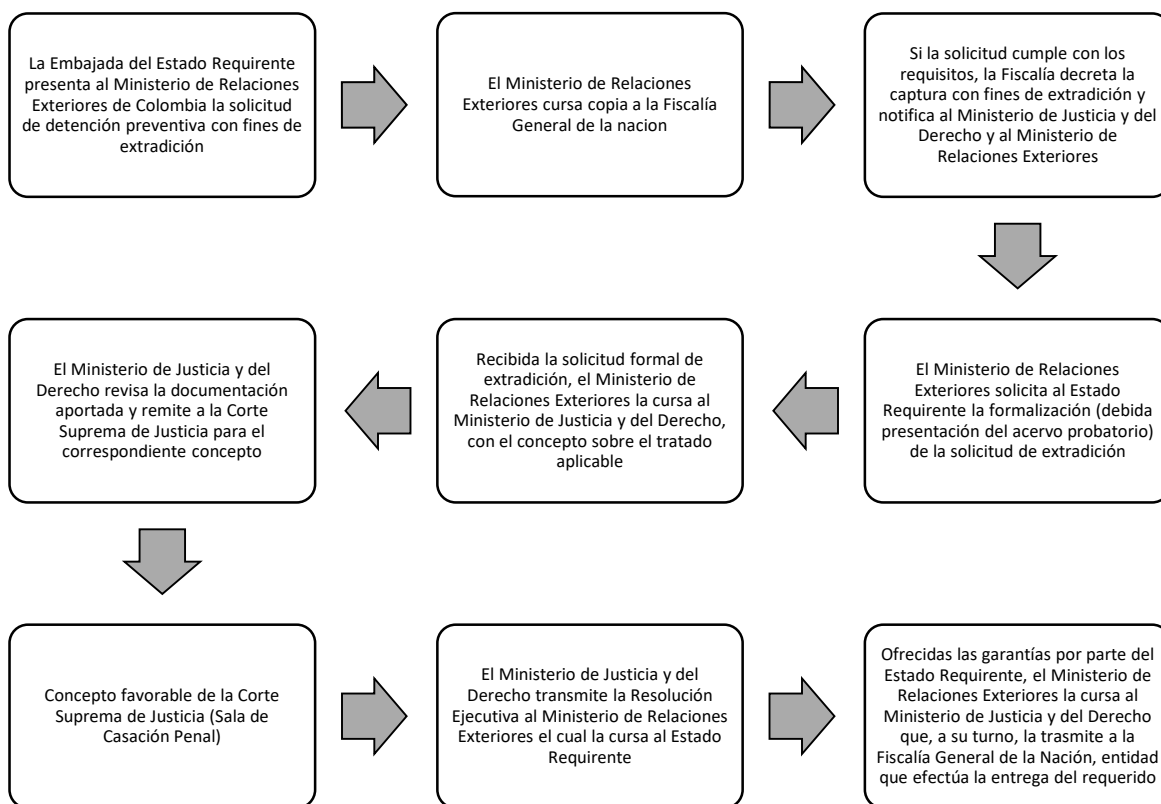 La Embajada del Estado Requirente
presenta al Ministerio de Relaciones
Exteriores de Colombia la solicitud
de detención preventiva con fines de
extradición
El Ministerio de Relaciones
Exteriores cursa copia a la Fiscalía
General de la nacion
Si la solicitud cumple con los
requisitos, la Fiscalía decreta la
captura con fines de extradición y
notifica al Ministerio de Justicia y del
Derecho y al Ministerio de
Relaciones Exteriores
El Ministerio de Relaciones
Exteriores solicita al Estado
Requirente la formalización (debida
presentación del acervo probatorio)
de la solicitud de extradición
Recibida la solicitud formal de
extradición, el Ministerio de
Relaciones Exteriores la cursa al
Ministerio de Justicia y del Derecho,
con el concepto sobre el tratado
aplicable
El Ministerio de Justicia y del
Derecho revisa la documentación
aportada y remite a la Corte
Suprema de Justicia para el
correspondiente concepto
Concepto favorable de la Corte
Suprema de Justicia (Sala de
Casación Penal)
El Ministerio de Justicia y del
Derecho transmite la Resolución
Ejecutiva al Ministerio de Relaciones
Exteriores el cual la cursa al Estado
Requirente
Ofrecidas las garantías por parte del
Estado Requirente, el Ministerio de
Relaciones Exteriores la cursa al
Ministerio de Justicia y del Derecho
que, a su turno, la trasmite a la
Fiscalía General de la Nación, entidad
que efectúa la entrega del requerido